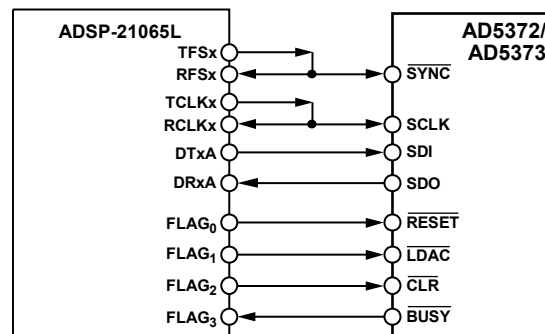 ADSP-21065L
AD5372/
AD5373
TFSx
RFSx
SYNC
TCLKx
RCLKx
SCLK
DTxA
SDI
DRxA
SDO
FLAG₀
RESET
FLAG₁
LDAC
FLAG₂
CLR
FLAG₃
BUSY